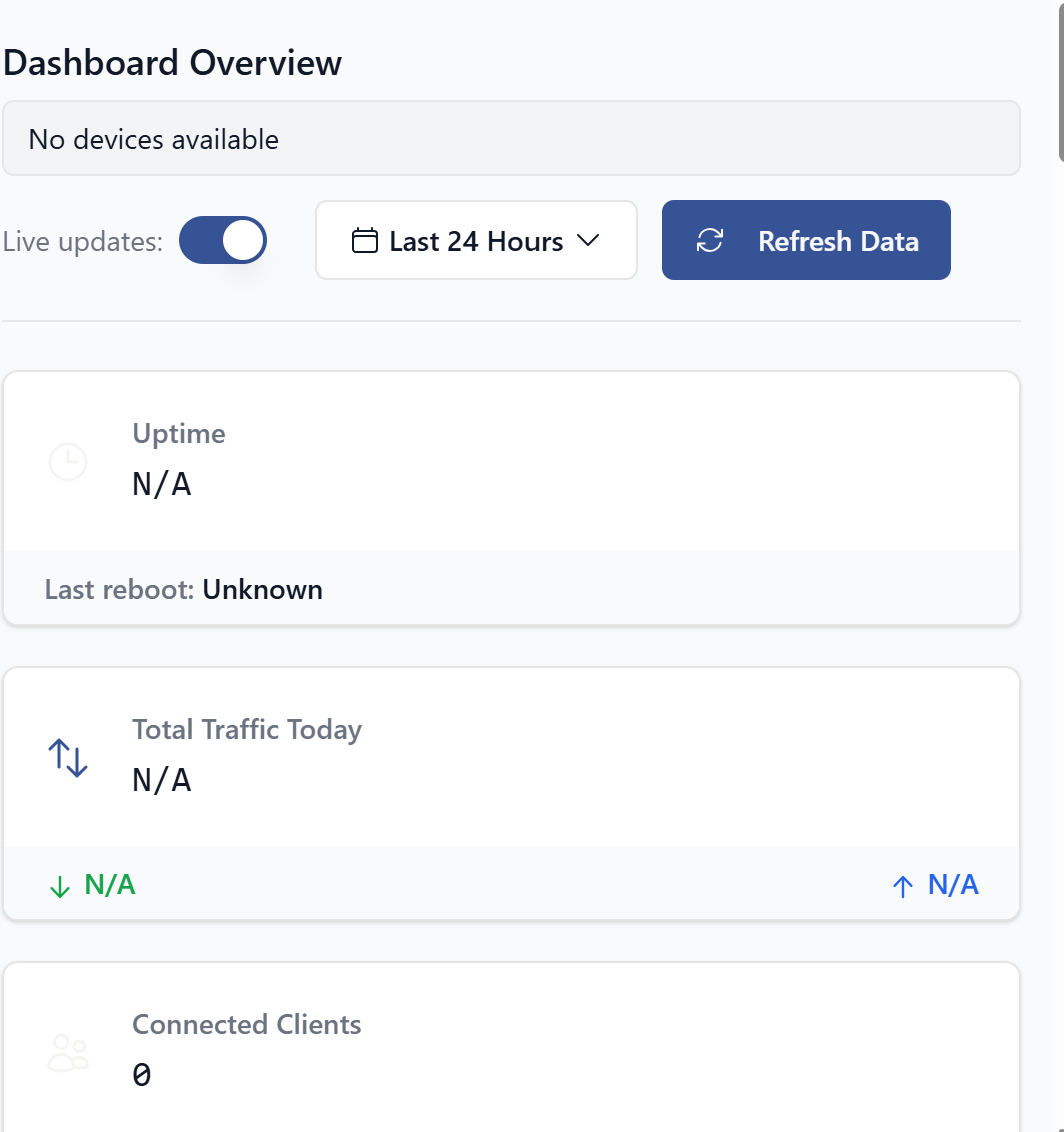 Dashboard Overview
No devices available
Live updates: Last 24 Hours Refresh Data
Uptime
N/A
Last reboot: Unknown
Total Traffic Today
N/A
N/A N/A
Connected Clients
0